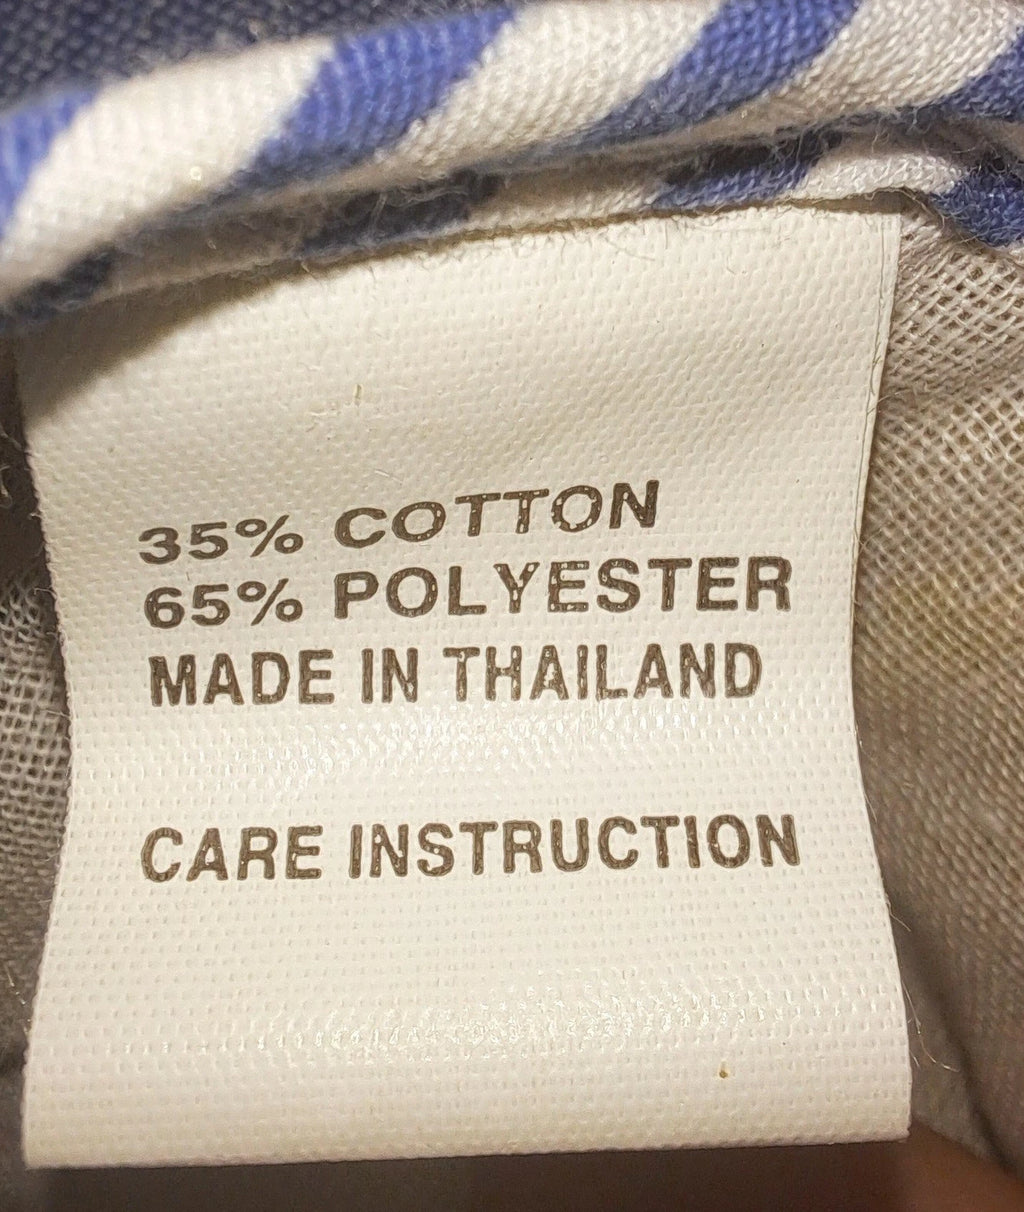 35% COTTON
65% POLYESTER
MADE IN THAILAND
CARE INSTRUCTION